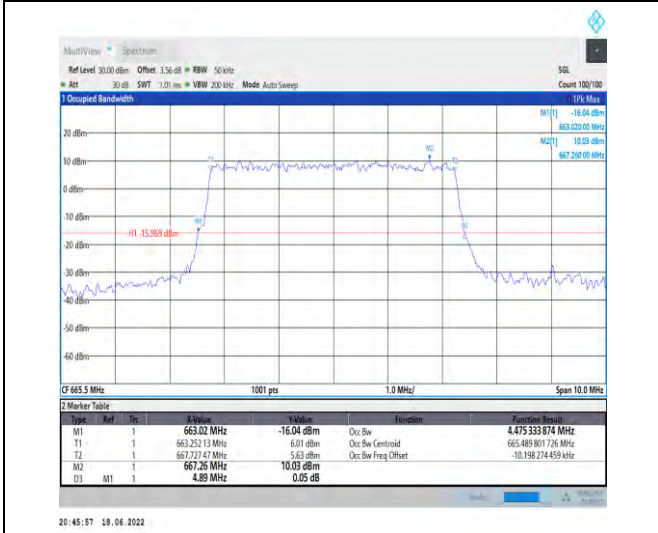 MultiView Spectrum
Ref Level 30.00 dBm Offset 3.56 dB RBW 50 kHz SGL
Att 30 dB SWT 1.01 ms VBW 200 kHz Mode Auto Sweep Count 100/100
1 Occupied Bandwidth 1Pk Max
M1[1] -16.04 dBm
663.02000 MHz
M2[1] 10.03 dBm
667.26000 MHz
20 dBm
M2
T1 T2
10 dBm
0 dBm
-10 dBm
M1 D3
H1 -15.969 dBm
-20 dBm
-30 dBm
-40 dBm
-50 dBm
-60 dBm
CF 665.5 MHz 1001 pts 1.0 MHz/ Span 10.0 MHz
2 Marker Table
Type Ref Trc X-Value Y-Value Function Function Result
M1 1 663.02 MHz -16.04 dBm Occ Bw 4.475 333 874 MHz
T1 1 663.252 13 MHz 6.01 dBm Occ Bw Centroid 665.489 801 726 MHz
T2 1 667.727 47 MHz 5.63 dBm Occ Bw Freq Offset -10.198 274 459 kHz
M2 1 667.26 MHz 10.03 dBm
D3 M1 1 4.89 MHz 0.05 dB
20:45:57 18.06.2022